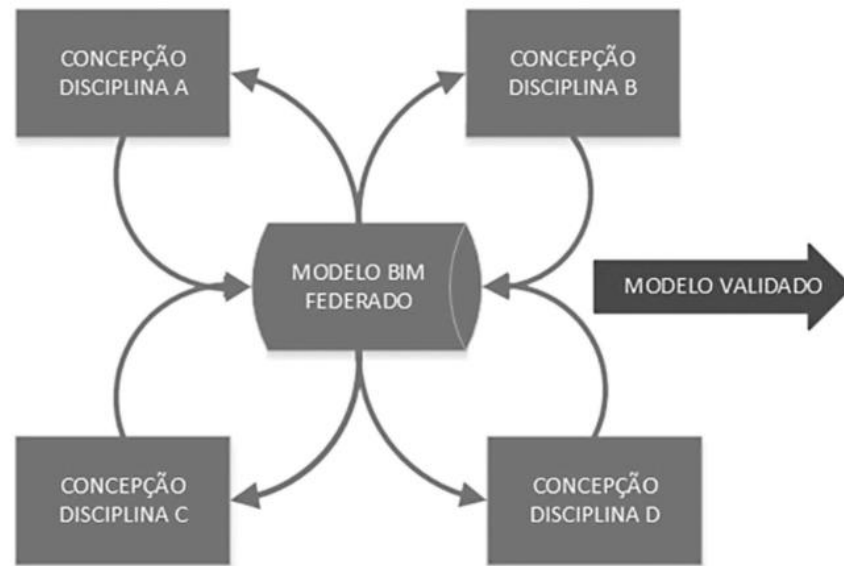 CONCEPÇÃO
DISCIPLINA A
CONCEPÇÃO
DISCIPLINA B
MODELO BIM
FEDERADO
MODELO VALIDADO
CONCEPÇÃO
DISCIPLINA C
CONCEPÇÃO
DISCIPLINA D